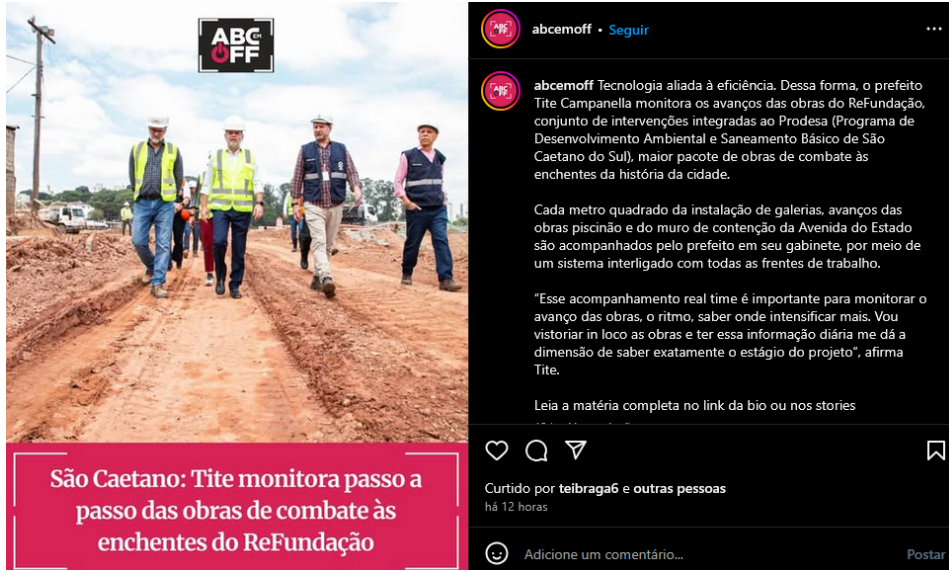 ABC EM
OFF
São Caetano: Tite monitora passo a
passo das obras de combate às
enchentes do ReFundação
abcemoff • Seguir
abcemoff Tecnologia aliada à eficiência. Dessa forma, o prefeito
Tite Campanella monitora os avanços das obras do ReFundação,
conjunto de intervenções integradas ao Prodesa (Programa de
Desenvolvimento Ambiental e Saneamento Básico de São
Caetano do Sul), maior pacote de obras de combate às
enchentes da história da cidade.
Cada metro quadrado da instalação de galerias, avanços das
obras piscinão e do muro de contenção da Avenida do Estado
são acompanhados pelo prefeito em seu gabinete, por meio de
um sistema interligado com todas as frentes de trabalho.
“Esse acompanhamento real time é importante para monitorar o
avanço das obras, o ritmo, saber onde intensificar mais. Vou
vistoriar in loco as obras e ter essa informação diária me dá a
dimensão de saber exatamente o estágio do projeto”, afirma
Tite.
Leia a matéria completa no link da bio ou nos stories
Curtido por teibraga6 e outras pessoas
há 12 horas
Adicione um comentário...
Postar